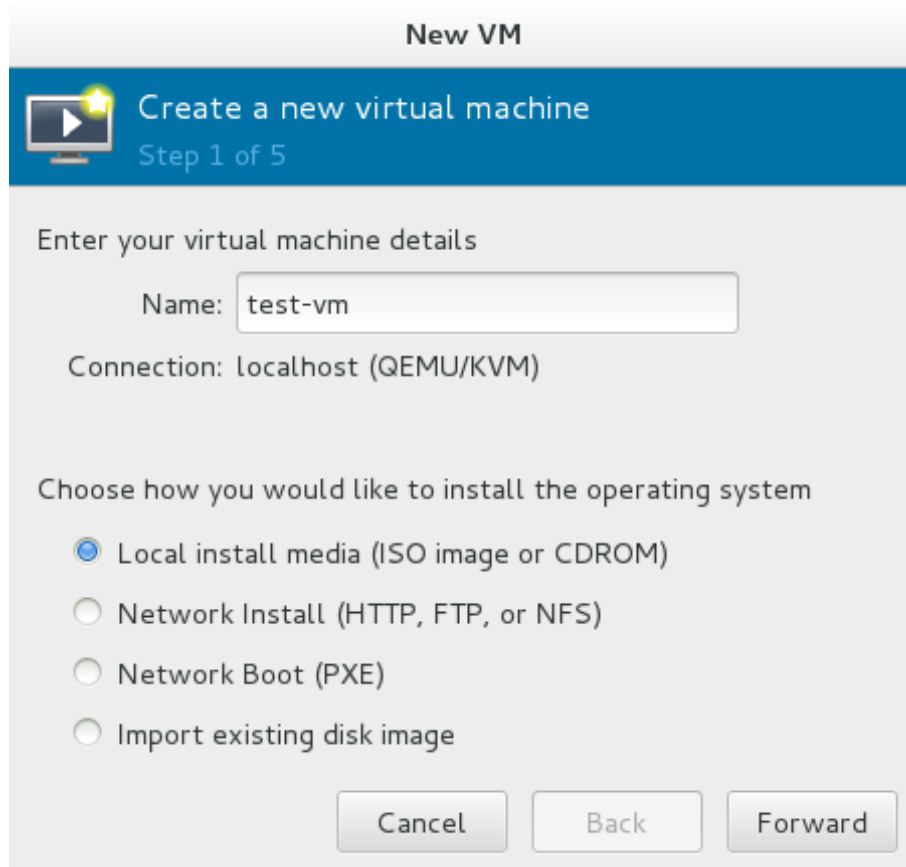 New VM
Create a new virtual machine
Step 1 of 5
Enter your virtual machine details
Name: test-vm
Connection: localhost (QEMU/KVM)
Choose how you would like to install the operating system
Local install media (ISO image or CDROM)
Network Install (HTTP, FTP, or NFS)
Network Boot (PXE)
Import existing disk image
Cancel Back Forward